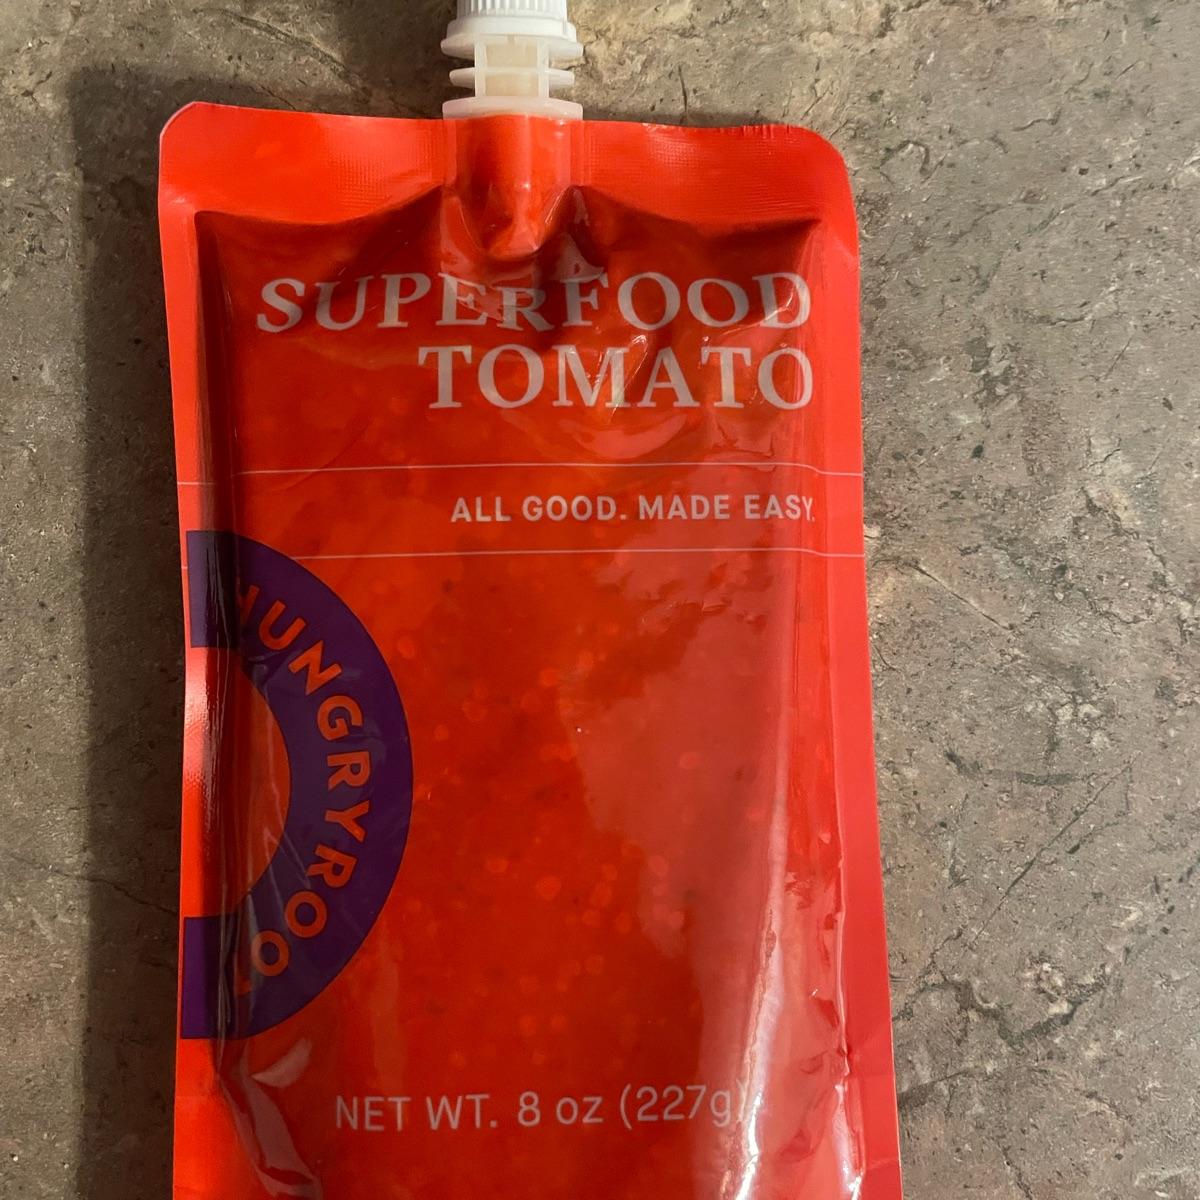 SUPERFOOD
TOMATO
ALL GOOD. MADE EASY.
HUNGRYROOT
NET WT. 8 oz (227g)